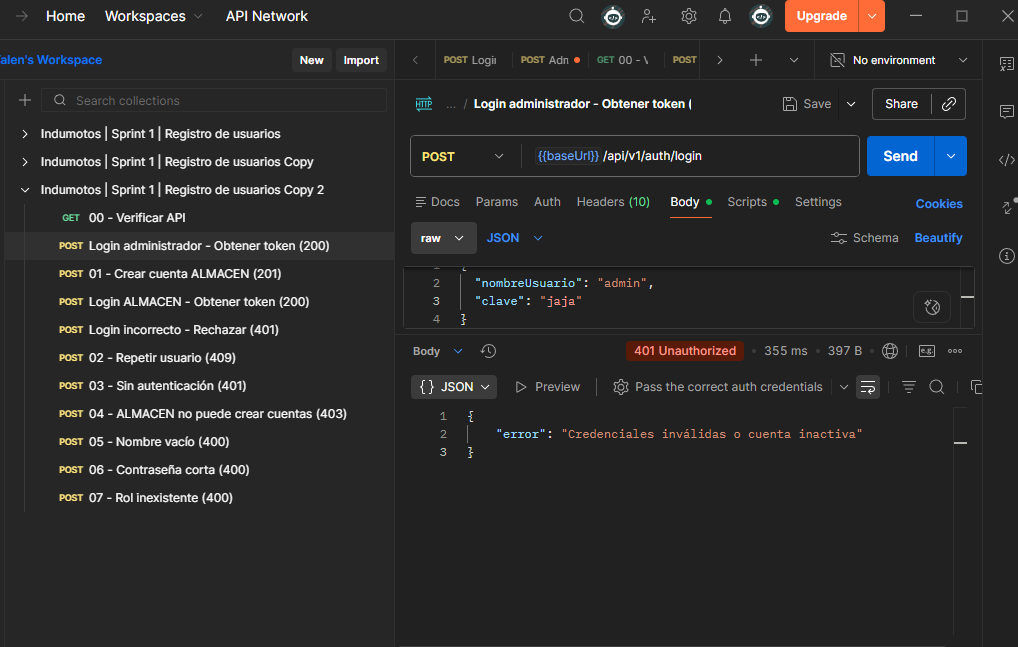 Home Workspaces API Network Upgrade
alen's Workspace New Import
POST Login POST Adn GET 00 - POST No environment
Search collections
HTTP ... / Login administrador - Obtener token ( Save Share
Indumotos | Sprint 1 | Registro de usuarios
Indumotos | Sprint 1 | Registro de usuarios Copy
Indumotos | Sprint 1 | Registro de usuarios Copy 2
GET 00 - Verificar API
POST Login administrador - Obtener token (200)
POST 01 - Crear cuenta ALMACEN (201)
POST Login ALMACEN - Obtener token (200)
POST Login incorrecto - Rechazar (401)
POST 02 - Repetir usuario (409)
POST 03 - Sin autenticación (401)
POST 04 - ALMACEN no puede crear cuentas (403)
POST 05 - Nombre vacío (400)
POST 06 - Contraseña corta (400)
POST 07 - Rol inexistente (400)
POST {{baseUrl}} /api/v1/auth/login Send
Docs Params Auth Headers (10) Body Scripts Settings Cookies
raw JSON Schema Beautify
1 {
2 "nombreUsuario": "admin",
3 "clave": "jaja"
4 }
Body 401 Unauthorized 355 ms 397 B e.g.
{ } JSON Preview Pass the correct auth credentials
1 {
2 "error": "Credenciales inválidas o cuenta inactiva"
3 }